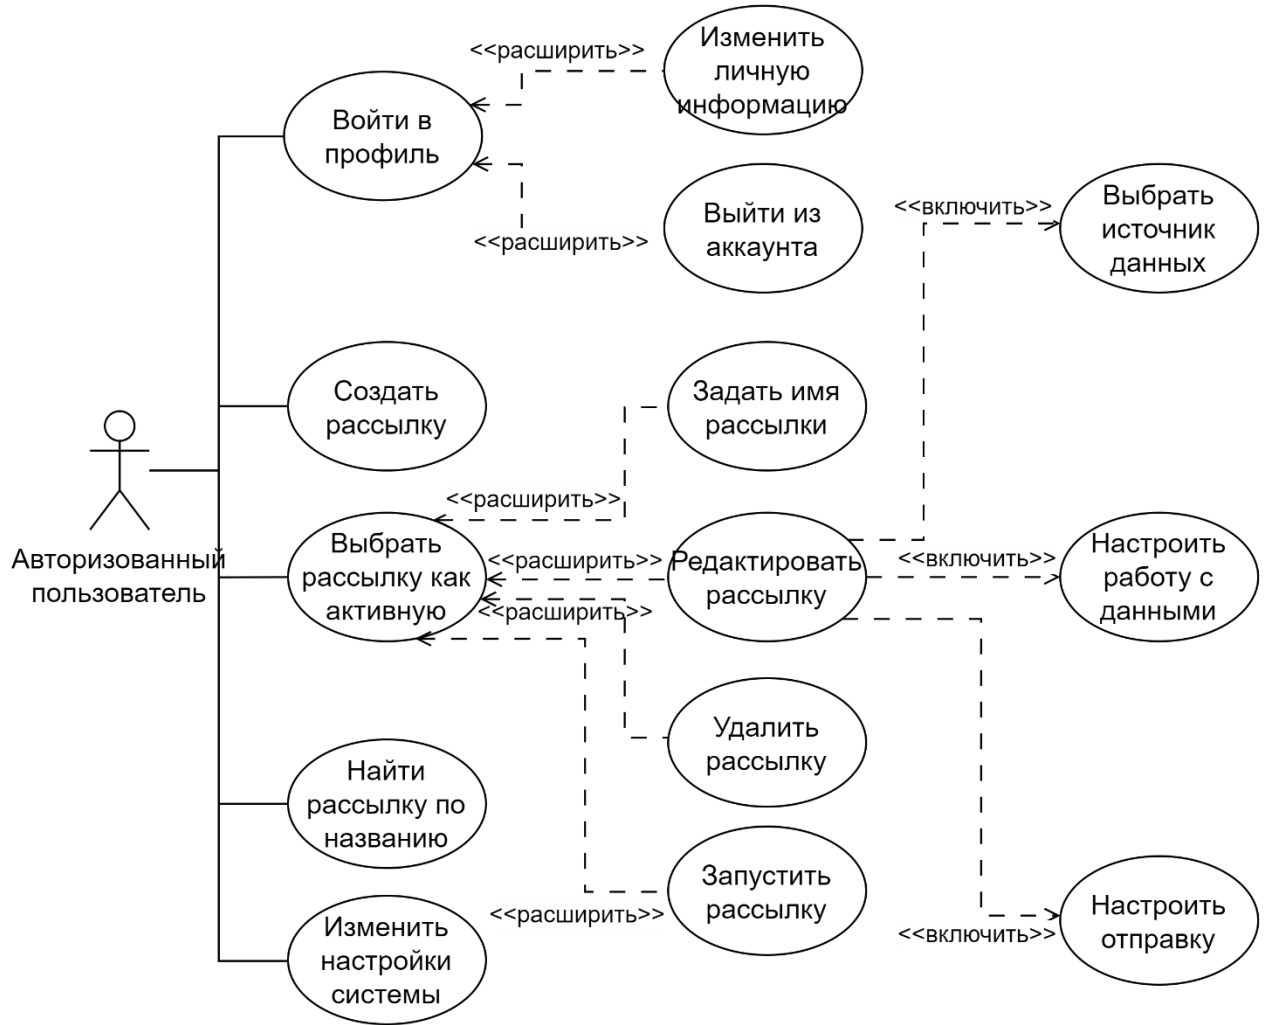 <<расширить>>
Изменить
личную
информацию
Войти в
профиль
Выйти из
аккаунта
<<расширить>>
<<включить>>
Выбрать
источник
данных
Создать
рассылку
Задать имя
рассылки
<<расширить>>
Авторизованный
пользователь
Выбрать
рассылку как
активную
<<расширить>>
<<расширить>>
Редактировать
рассылку
<<включить>>
Настроить
работу с
данными
Удалить
рассылку
Найти
рассылку по
названию
Запустить
рассылку
<<расширить>>
Изменить
настройки
системы
<<включить>>
Настроить
отправку